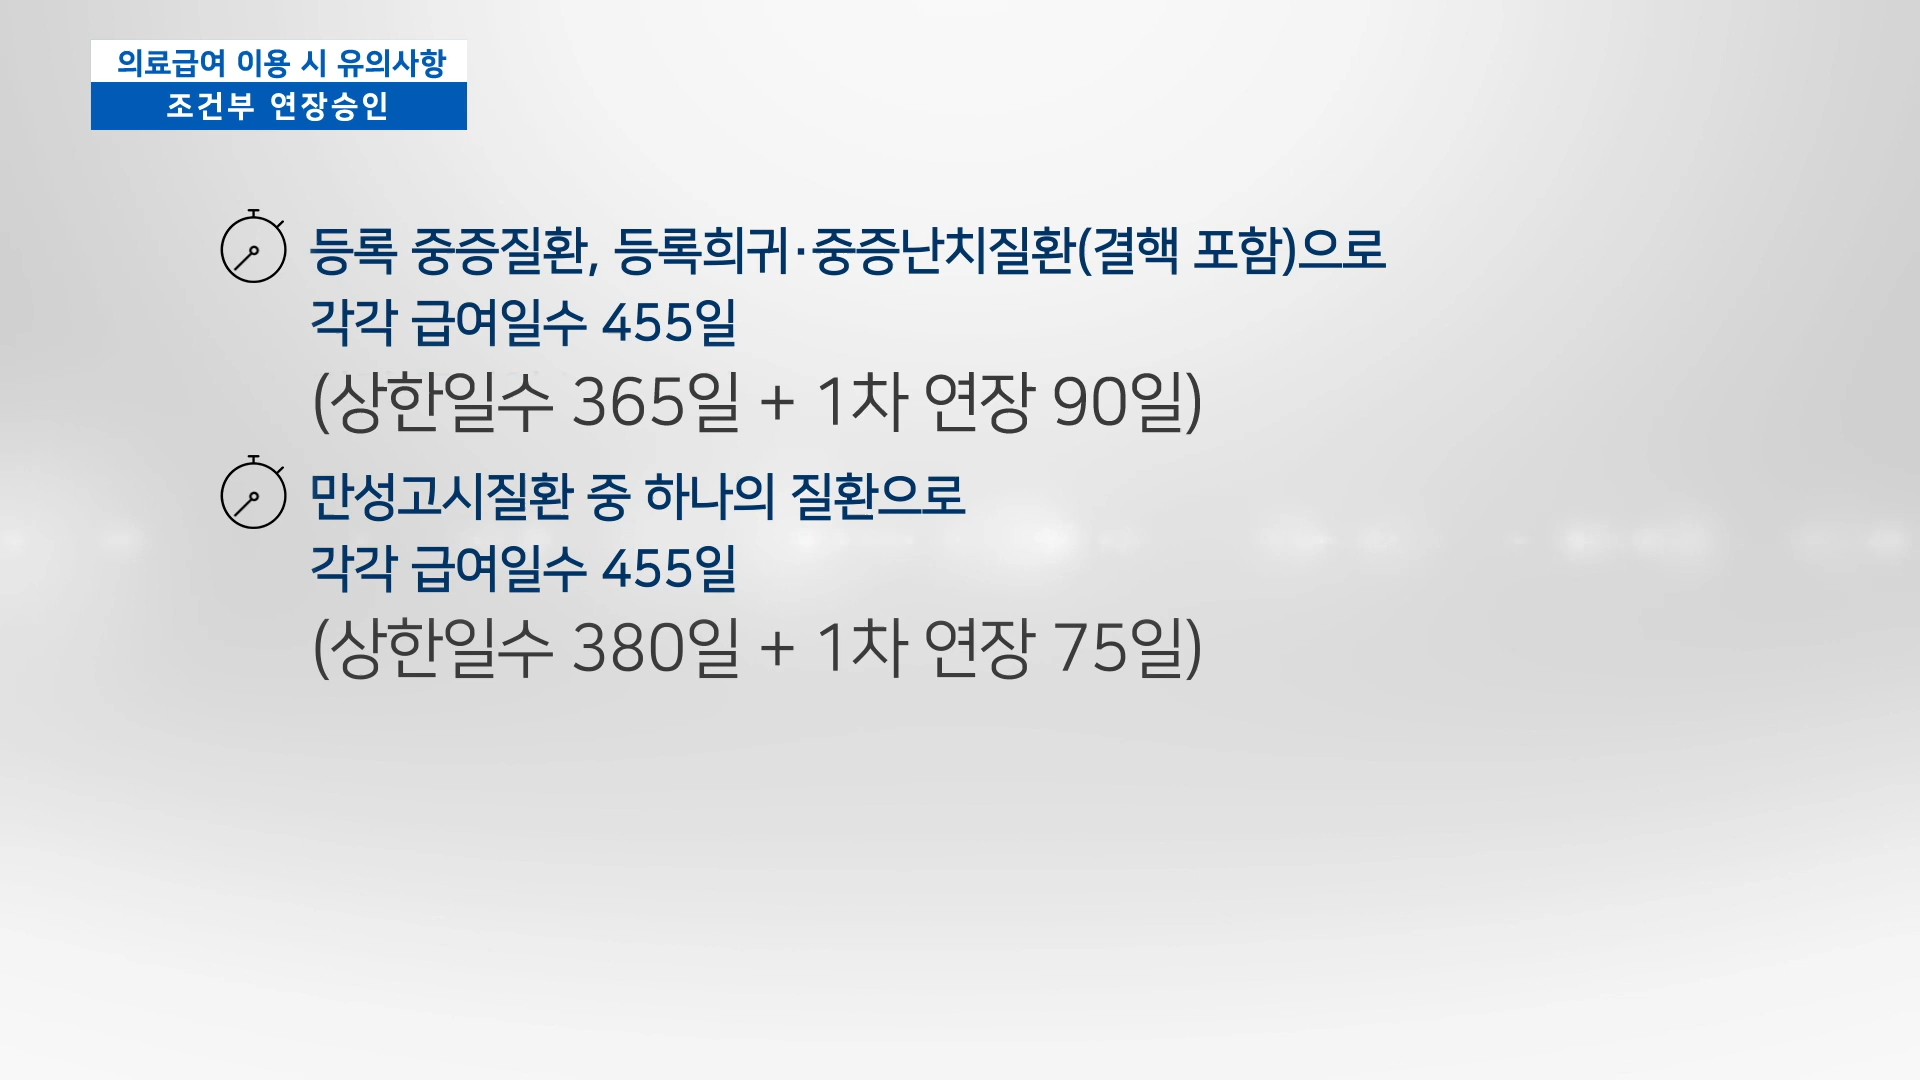 의료급여 이용 시 유의사항
조건부 연장승인
등록 중증질환, 등록희귀·중증난치질환(결핵 포함)으로
각각 급여일수 455일
(상한일수 365일 + 1차 연장 90일)
만성고시질환 중 하나의 질환으로
각각 급여일수 455일
(상한일수 380일 + 1차 연장 75일)